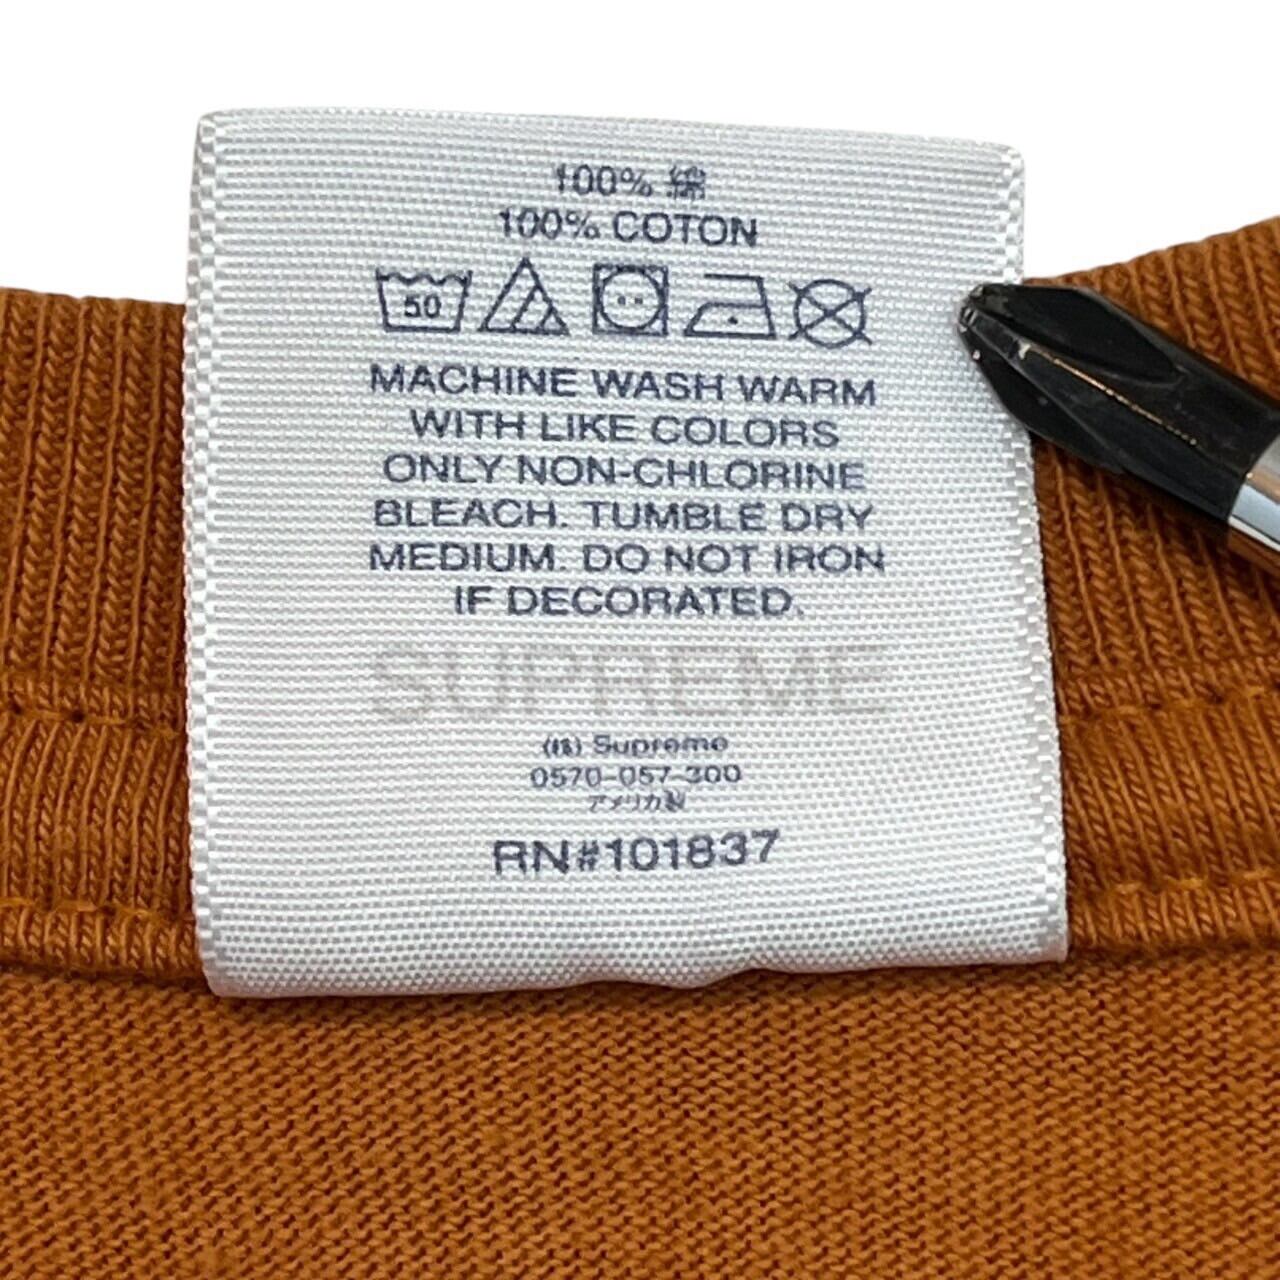 100% 綿
100% COTON
50
MACHINE WASH WARM
WITH LIKE COLORS
ONLY NON-CHLORINE
BLEACH. TUMBLE DRY
MEDIUM. DO NOT IRON
IF DECORATED.
SUPREME
(株) Supreme
0570-057-300
アメリカ製
RN#101837